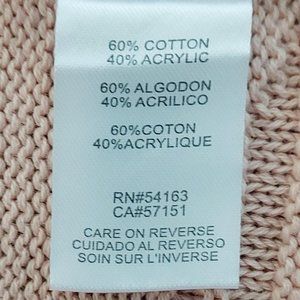 60% COTTON
40% ACRYLIC
60% ALGODON
40% ACRILICO
60%COTON
40%ACRYLIQUE
RN#54163
CA#57151
CARE ON REVERSE
CUIDADO AL REVERSO
SOIN SUR L'INVERSE